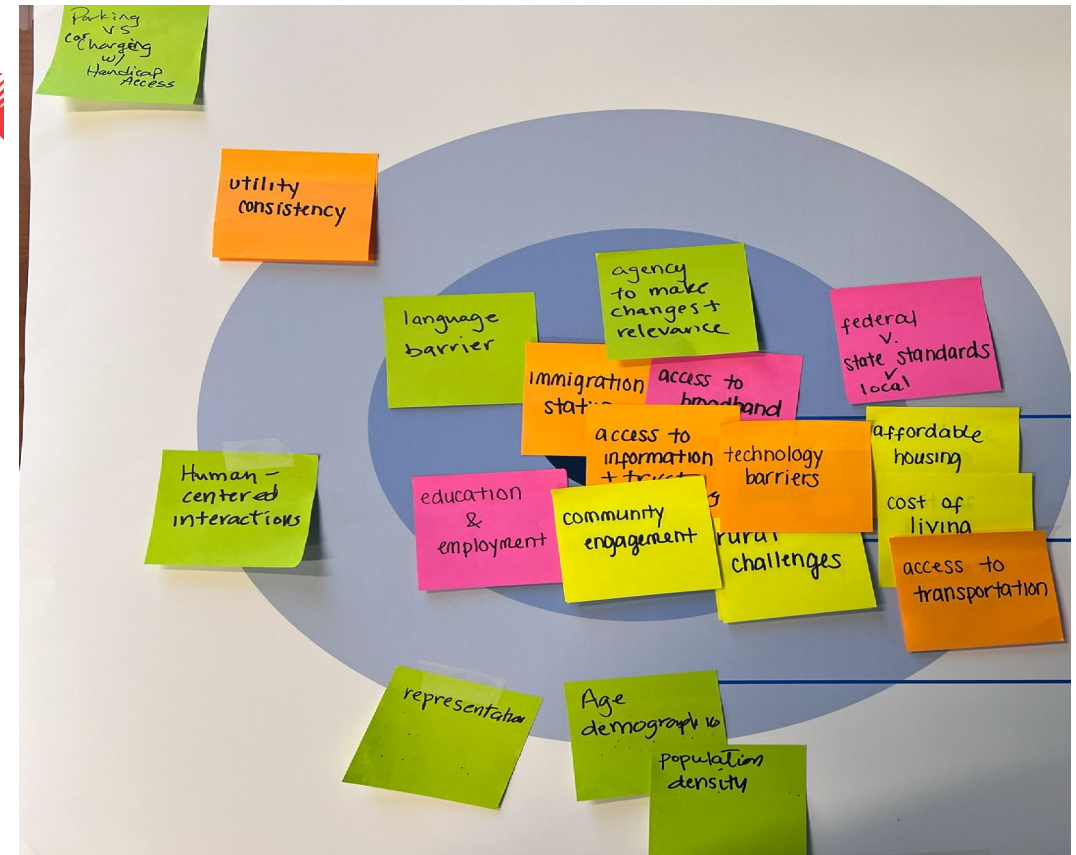 Parking
vs
car Charging
w/
Handicap
Access
utility
consistency
agency
to make
changes +
relevance
language
barrier
federal
v.
state standards
v
local
immigration
access to
broadband
access to
information
+
technology
barriers
affordable
housing
Human-
centered
interactions
education
&
employment
community
engagement
rural
challenges
cost of
living
access to
transportation
representation
Age
demographic
population
density